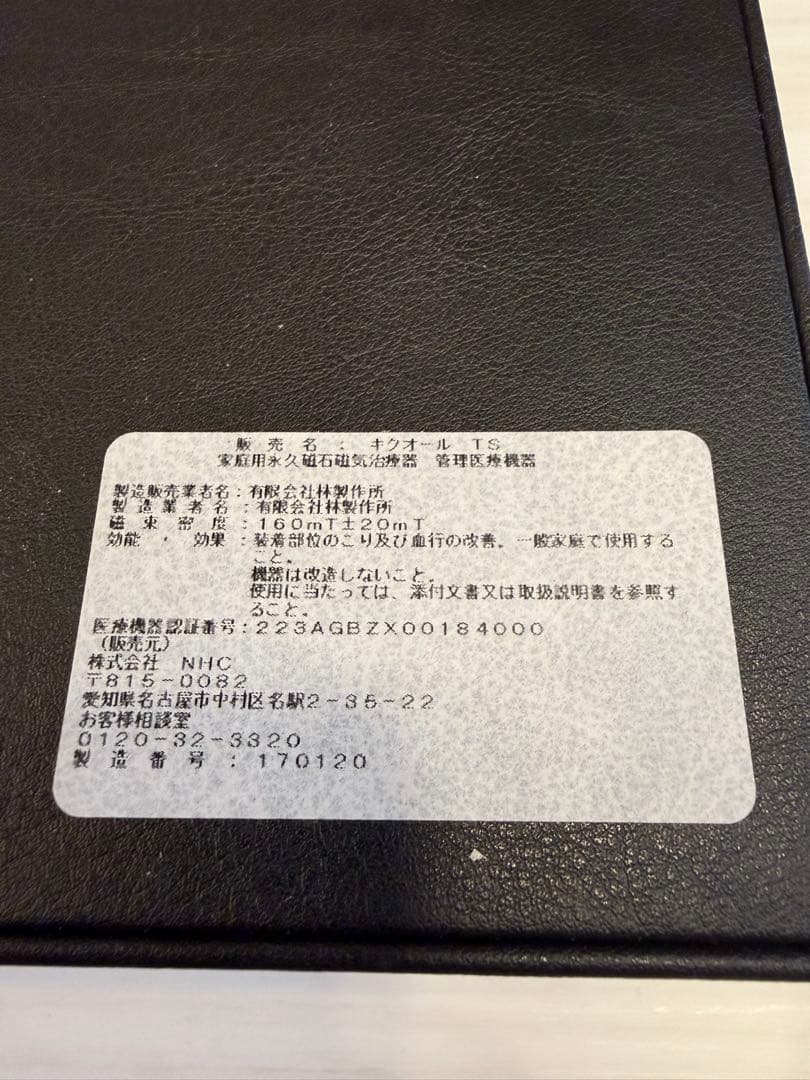 販売名：キクオール TS
家庭用永久磁石磁気治療器 管理医療機器
製造販売業者名：有限会社林製作所
製造業者名：有限会社林製作所
磁束密度：160mT±20mT
効能・効果：装着部位のこり及び血行の改善。一般家庭で使用する
こと。
機器は改造しないこと。
使用に当たっては、添付文書又は取扱説明書を参照す
ること。
医療機器認証番号：223AGBZX00184000
（販売元）
株式会社 NHC
〒815-0082
愛知県名古屋市中村区名駅2-35-22
お客様相談室
0120-32-3320
製造番号：170120